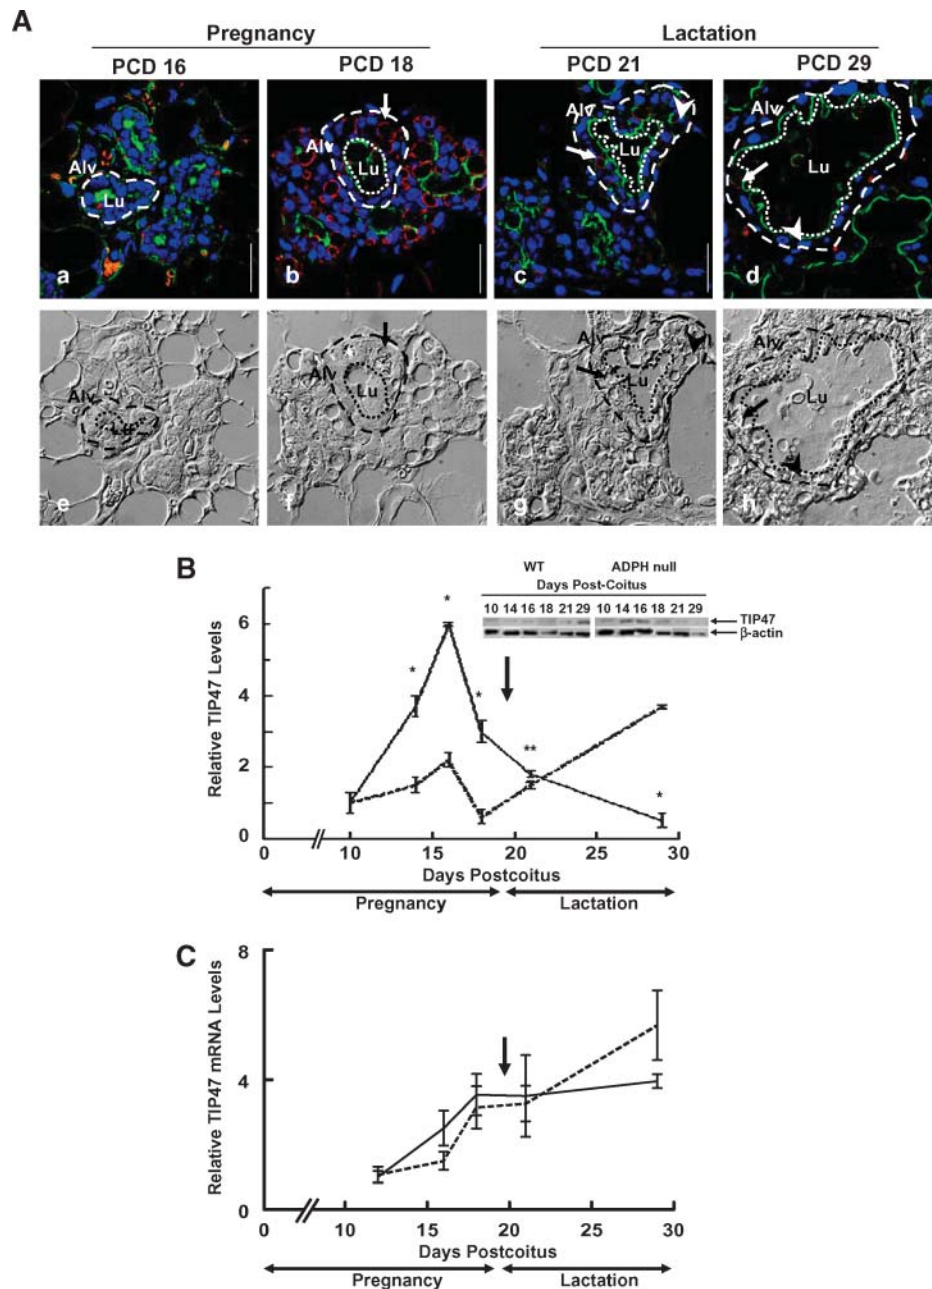 A
Pregnancy
Lactation
PCD 16
PCD 18
PCD 21
PCD 29
Alv
Lu
a
Alv
Lu
b
Alv
Lu
c
Alv
Lu
d
Alv
e
Alv
Lu
f
Alv
Lu
g
Alv
Lu
h
B
WT
ADPH null
Days Post-Coitus
10 14 16 18 21 29
10 14 16 18 21 29
TIP47
β-actin
Relative TIP47 Levels
6
4
2
0
*
*
*
**
*
0
10
15
20
25
30
Days Postcoitus
Pregnancy
Lactation
C
Relative TIP47 mRNA Levels
8
4
0
0
10
15
20
25
30
Days Postcoitus
Pregnancy
Lactation